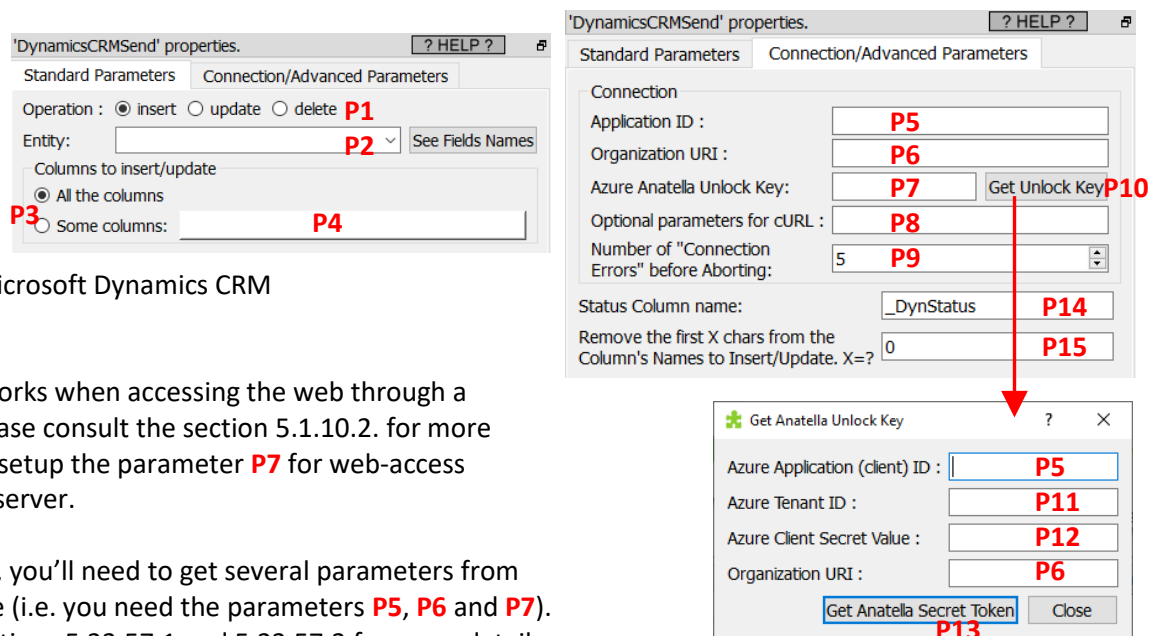 'DynamicsCRMSend' properties. ? HELP ?
Standard Parameters Connection/Advanced Parameters
Operation : insert update delete P1
Entity: P2 See Fields Names
Columns to insert/update
All the columns
P3
Some columns: P4
'DynamicsCRMSend' properties. ? HELP ?
Standard Parameters Connection/Advanced Parameters
Connection
Application ID : P5
Organization URI : P6
Azure Anatella Unlock Key: P7 Get Unlock Key P10
Optional parameters for cURL : P8
Number of "Connection
Errors" before Aborting: 5 P9
Status Column name: _DynStatus P14
Remove the first X chars from the
Column's Names to Insert/Update. X=? 0 P15
icrosoft Dynamics CRM
orks when accessing the web through a
ase consult the section 5.1.10.2. for more
setup the parameter P7 for web-access
server.
, you'll need to get several parameters from
e (i.e. you need the parameters P5, P6 and P7).
Get Anatella Unlock Key ? ×
Azure Application (client) ID : P5
Azure Tenant ID : P11
Azure Client Secret Value : P12
Organization URI : P6
Get Anatella Secret Token Close
P13